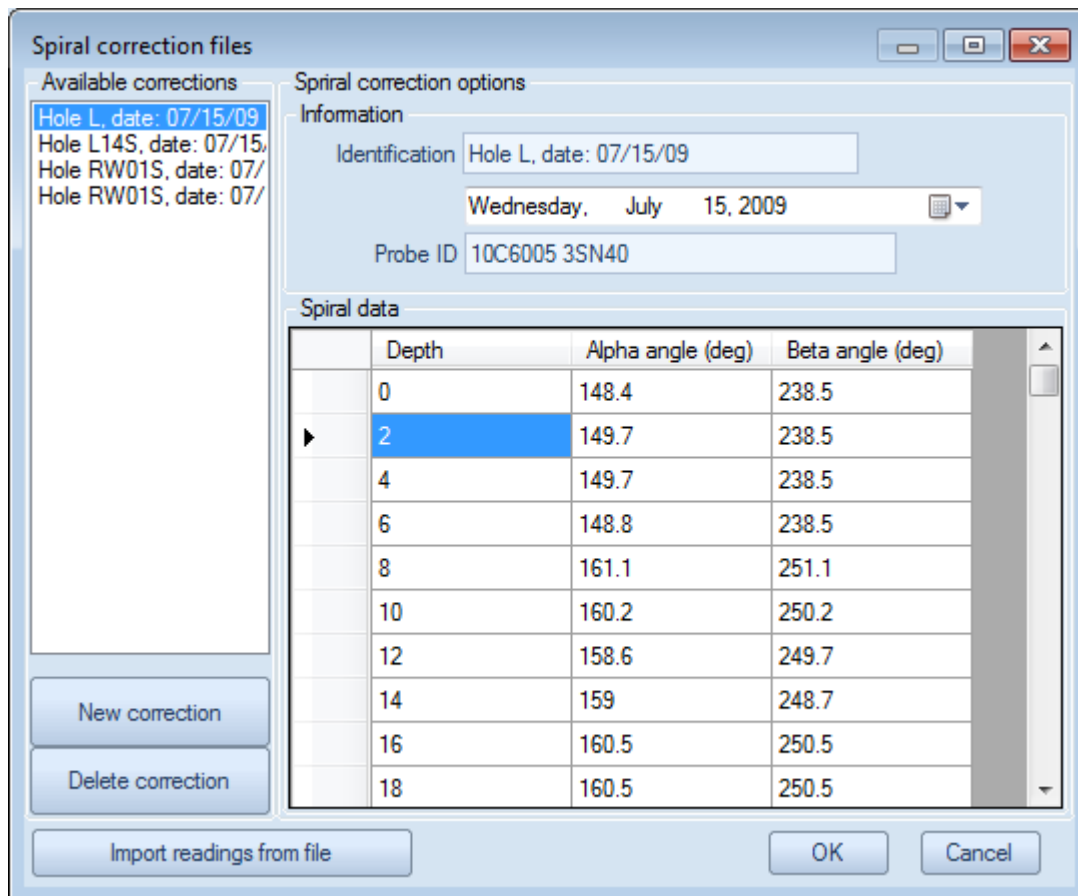 Spiral correction files
Available corrections
Hole L, date: 07/15/09
Hole L14S, date: 07/15/
Hole RW01S, date: 07/
Hole RW01S, date: 07/
New correction
Delete correction
Import readings from file
Spriral correction options
Information
Identification Hole L, date: 07/15/09
Wednesday, July 15, 2009
Probe ID 10C6005 3SN40
Spiral data
Depth Alpha angle (deg) Beta angle (deg)
0 148.4 238.5
2 149.7 238.5
4 149.7 238.5
6 148.8 238.5
8 161.1 251.1
10 160.2 250.2
12 158.6 249.7
14 159 248.7
16 160.5 250.5
18 160.5 250.5
OK Cancel